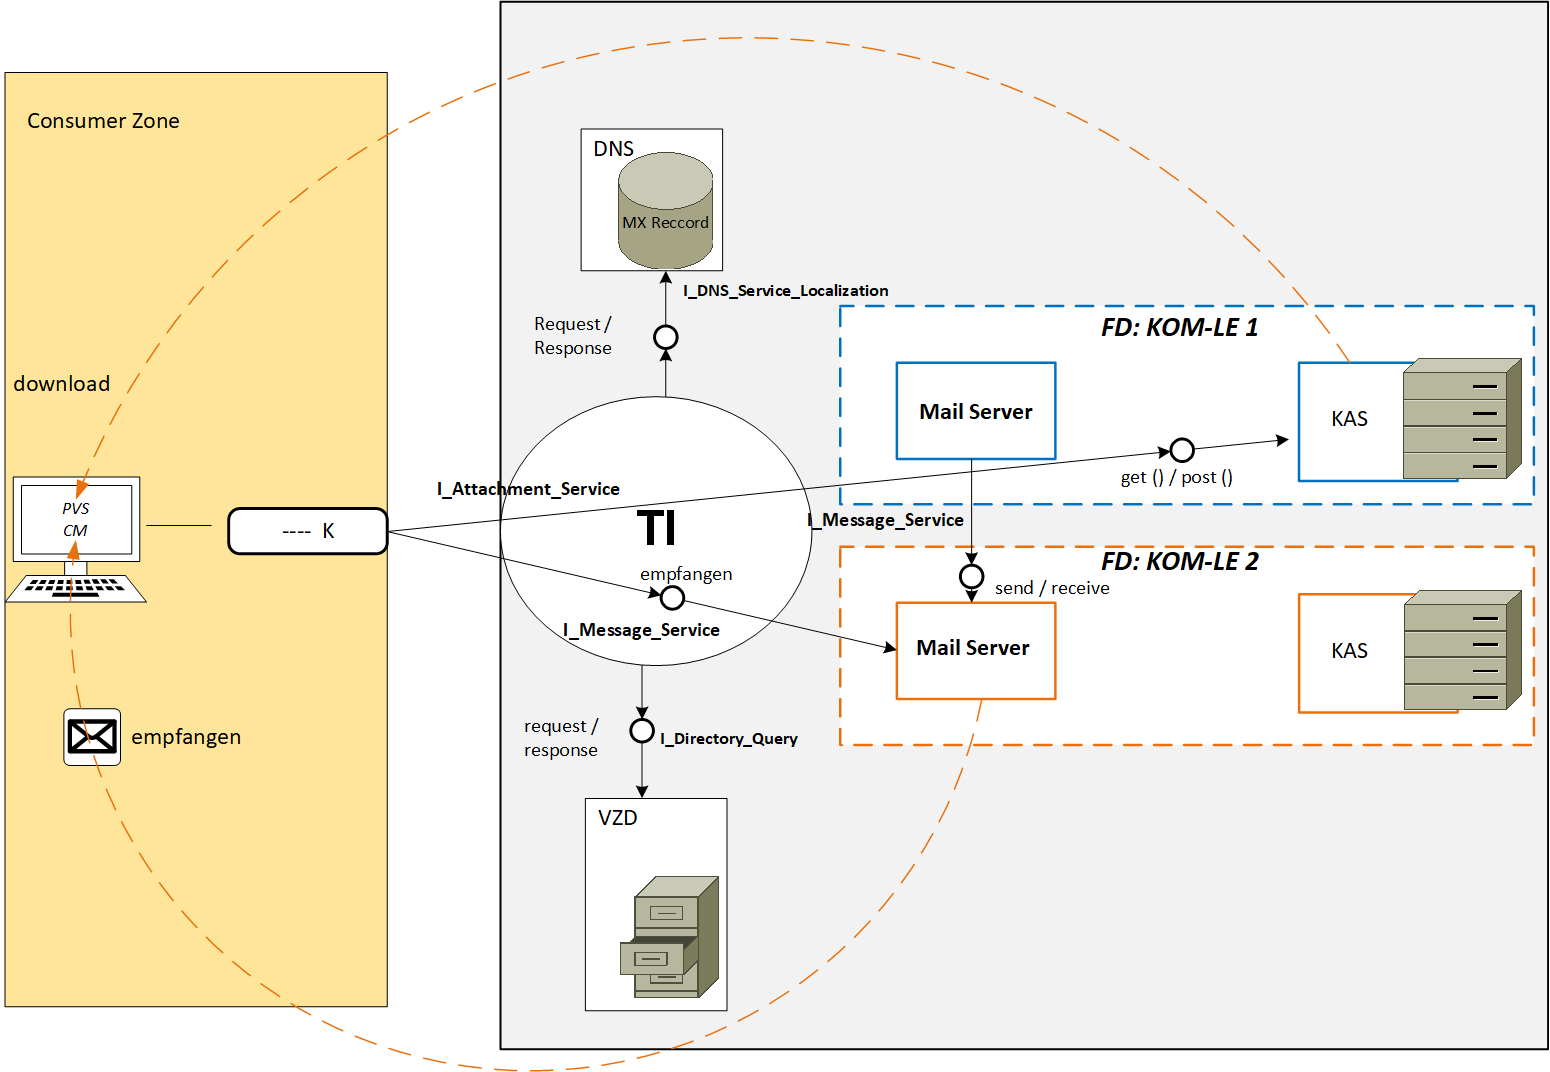 Consumer Zone
DNS
MX Reccord
I_DNS_Service_Localization
Request /
Response
FD: KOM-LE 1
download
Mail Server
KAS
get () / post ()
I_Attachment_Service
PVS
CM
---- K
TI
I_Message_Service
empfangen
I_Message_Service
FD: KOM-LE 2
send / receive
Mail Server
KAS
empfangen
request /
response
I_Directory_Query
VZD